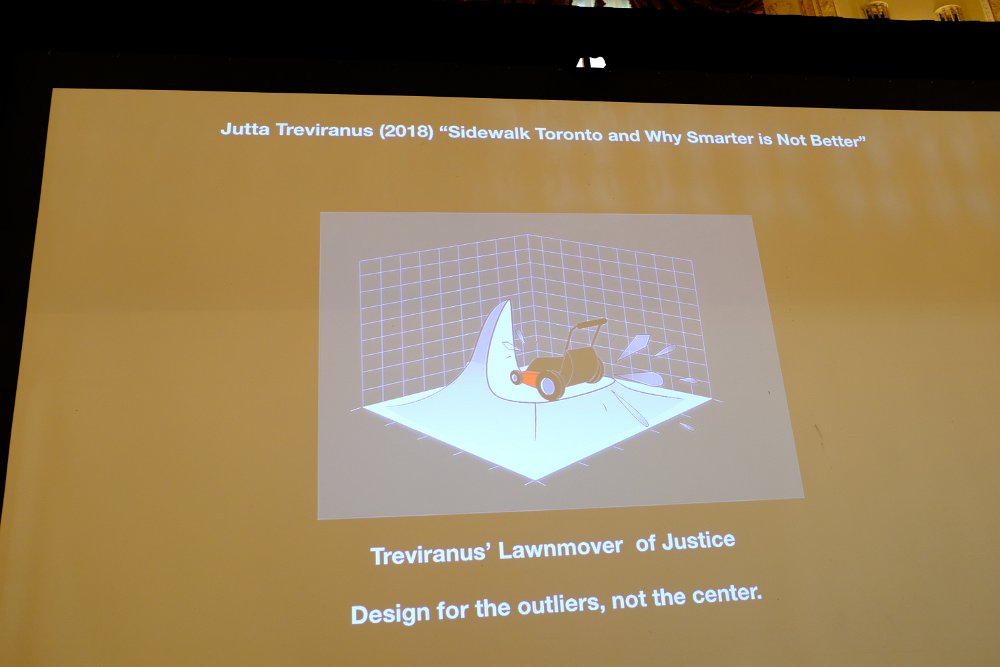 Jutta Treviranus (2018) “Sidewalk Toronto and Why Smarter is Not Better”
Treviranus’ Lawnmover of Justice
Design for the outliers, not the center.